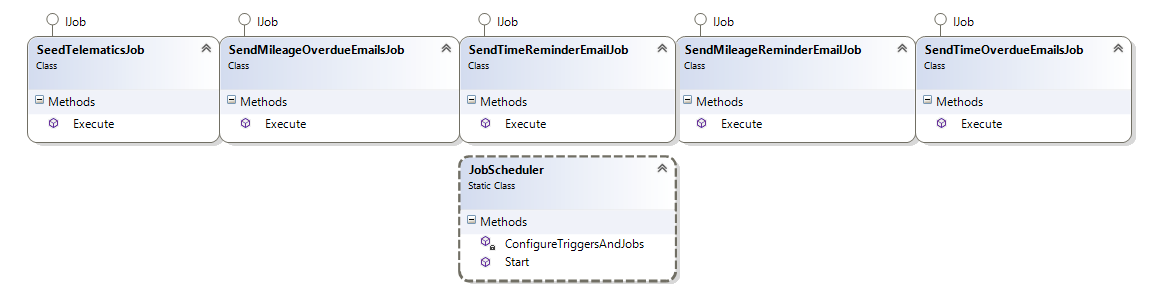 IJob
IJob
IJob
IJob
IJob
SeedTelematicsJob
Class
Methods
Execute
SendMileageOverdueEmailsJob
Class
Methods
Execute
SendTimeReminderEmailJob
Class
Methods
Execute
SendMileageReminderEmailJob
Class
Methods
Execute
SendTimeOverdueEmailsJob
Class
Methods
Execute
JobScheduler
Static Class
Methods
ConfigureTriggersAndJobs
Start